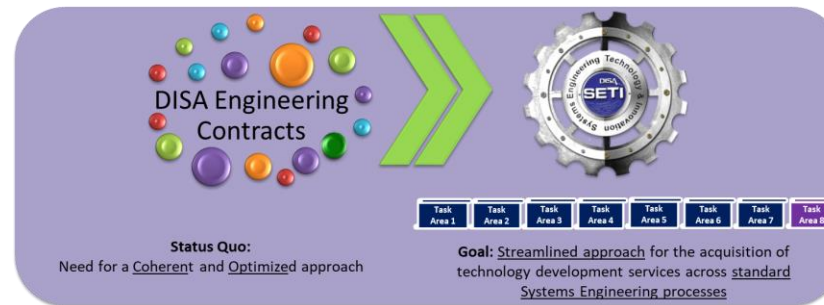 DISA Engineering
Contracts
Systems Engineering Technology & Innovation
DISA
SETI
Task
Area 1
Task
Area 2
Task
Area 3
Task
Area 4
Task
Area 5
Task
Area 6
Task
Area 7
Task
Area 8
Status Quo:
Need for a Coherent and Optimized approach
Goal: Streamlined approach for the acquisition of
technology development services across standard
Systems Engineering processes